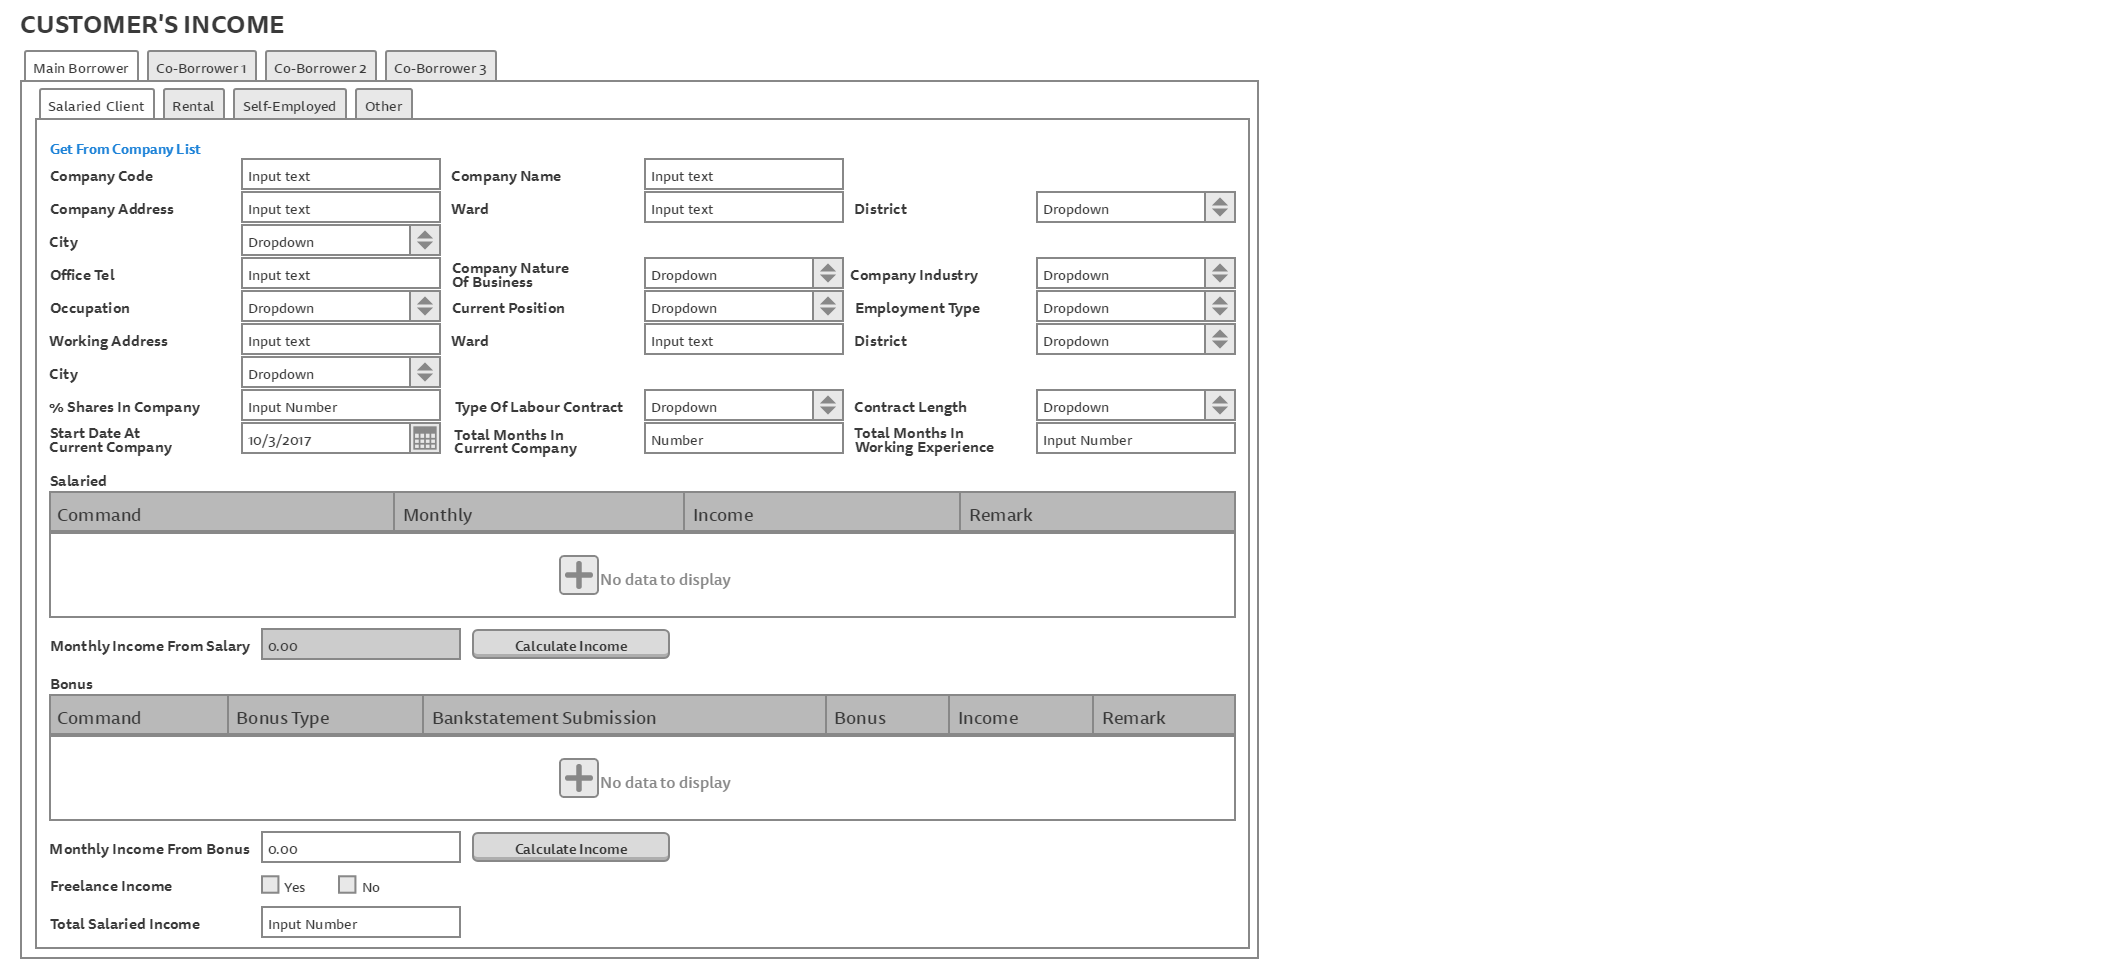 CUSTOMER'S INCOME
Main Borrower Co-Borrower 1 Co-Borrower 2 Co-Borrower 3
Salaried Client Rental Self-Employed Other
Get From Company List
Company Code Input text Company Name Input text
Company Address Input text Ward Input text District Dropdown
City Dropdown
Office Tel Input text Company Nature Of Business Dropdown Company Industry Dropdown
Occupation Dropdown Current Position Dropdown Employment Type Dropdown
Working Address Input text Ward Input text District Dropdown
City Dropdown
% Shares In Company Input Number Type Of Labour Contract Dropdown Contract Length Dropdown
Start Date At Current Company 10/3/2017 Total Months In Current Company Number Total Months In Working Experience Input Number
Salaried
Command Monthly Income Remark
No data to display
Monthly Income From Salary 0.00 Calculate Income
Bonus
Command Bonus Type Bankstatement Submission Bonus Income Remark
No data to display
Monthly Income From Bonus 0.00 Calculate Income
Freelance Income Yes No
Total Salaried Income Input Number